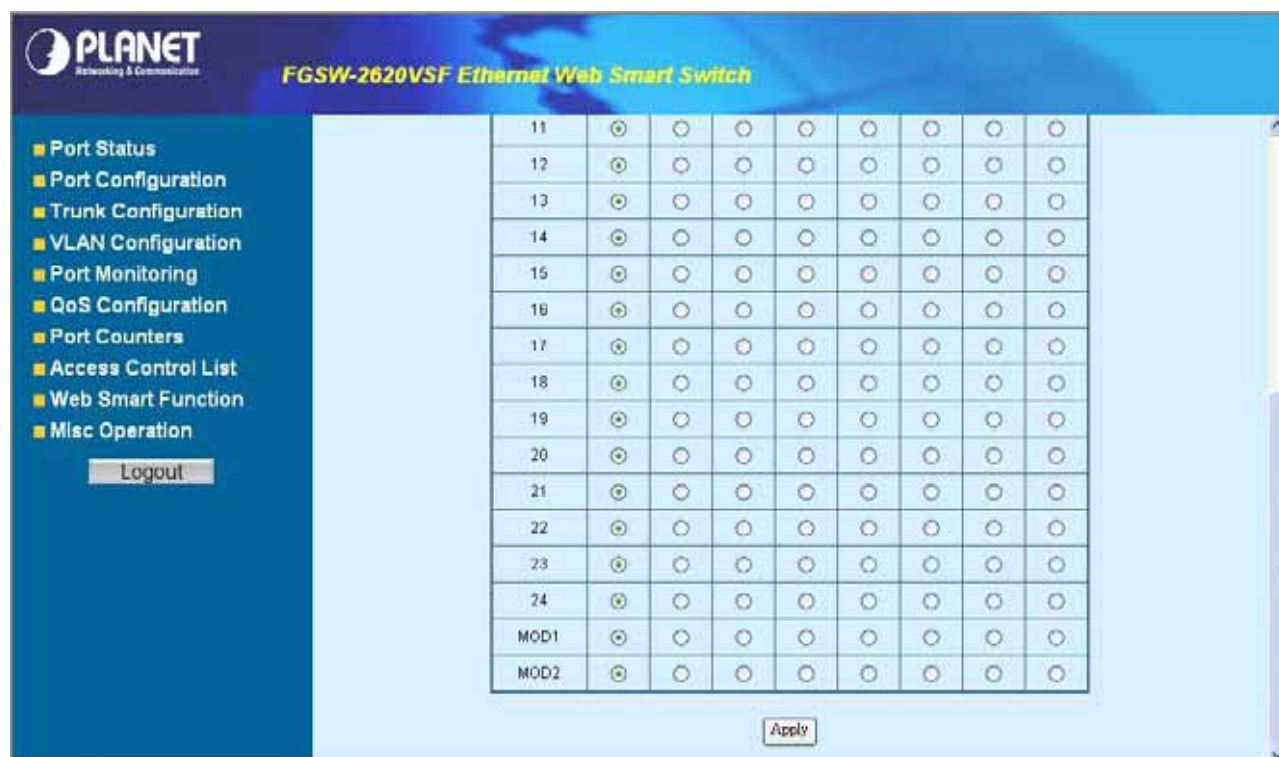 PLANET
Networking & Communication
FGSW-2620VSF Ethernet Web Smart Switch
Port Status
Port Configuration
Trunk Configuration
VLAN Configuration
Port Monitoring
QoS Configuration
Port Counters
Access Control List
Web Smart Function
Misc Operation
Logout
11
12
13
14
15
16
17
18
19
20
21
22
23
24
MOD1
MOD2
Apply